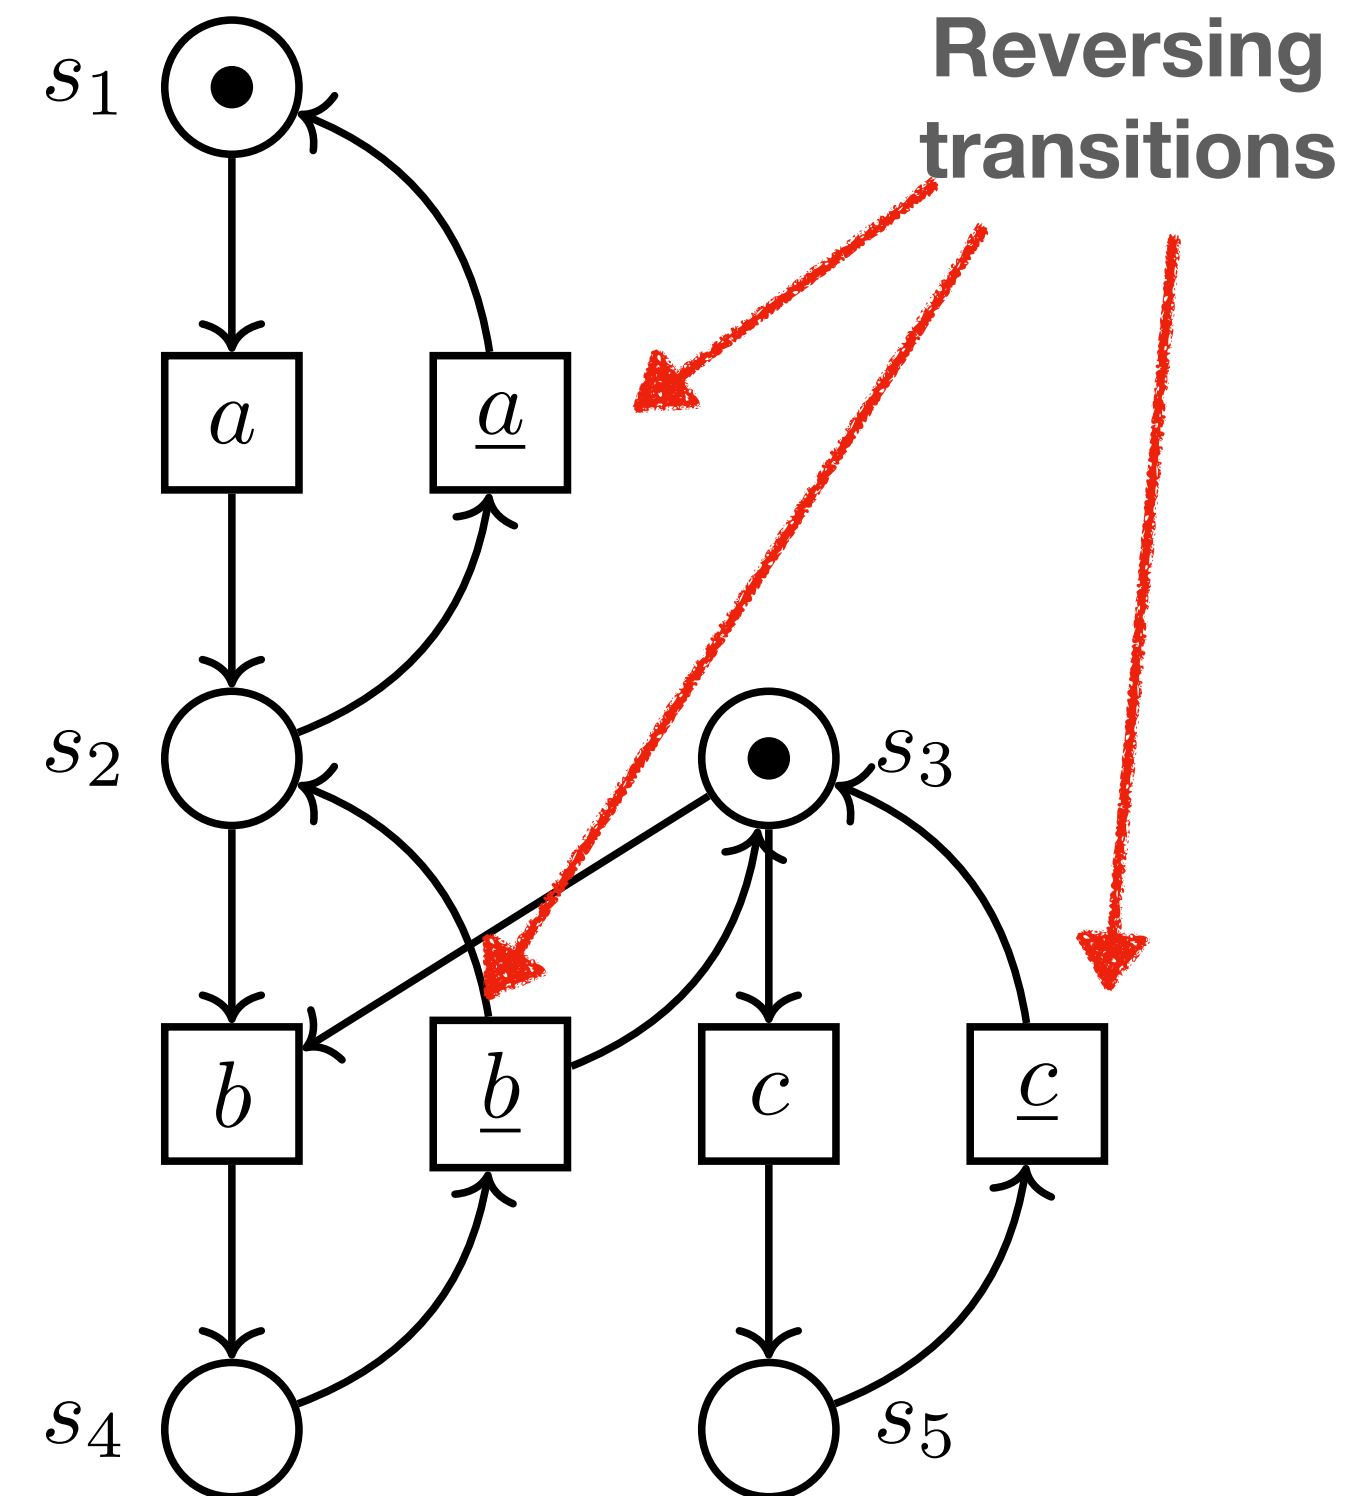 Reversing
transitions
s₁
a
a̲
s₂
s₃
b
b̲
c
c̲
s₄
s₅